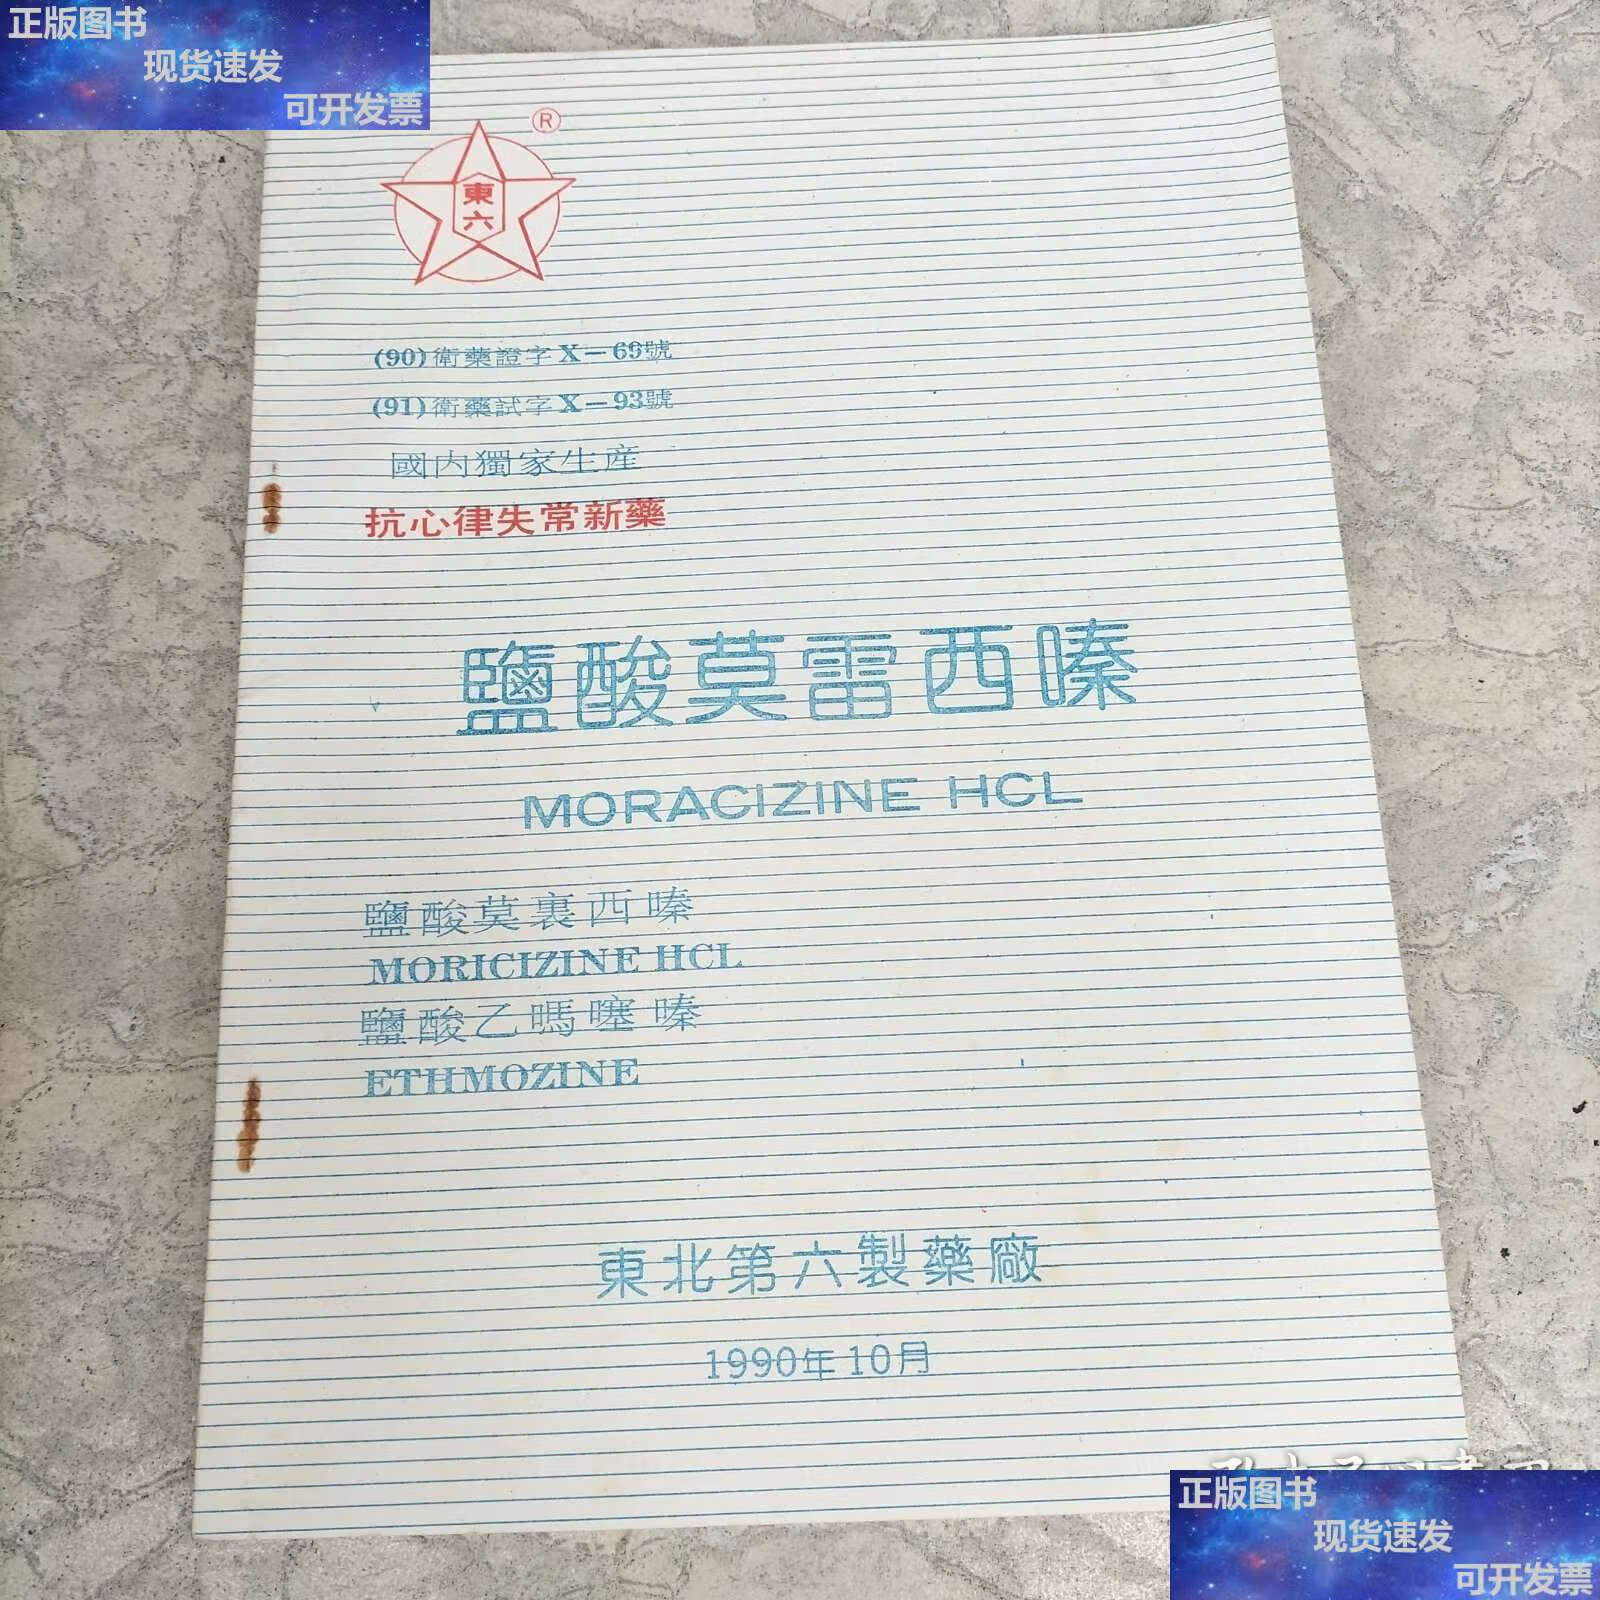 正版图书
现货速发
可开发票
®
東
六
(90)衛藥證字X－69號
(91)衛藥試字X－93號
國内獨家生産
抗心律失常新藥
鹽酸莫雷西嗪
MORACIZINE HCL
鹽酸莫裏西嗪
MORICIZINE HCL
鹽酸乙嗎噻嗪
ETHMOZINE
東北第六製藥廠
1990年10月
正版图书
现货速发
可开发票